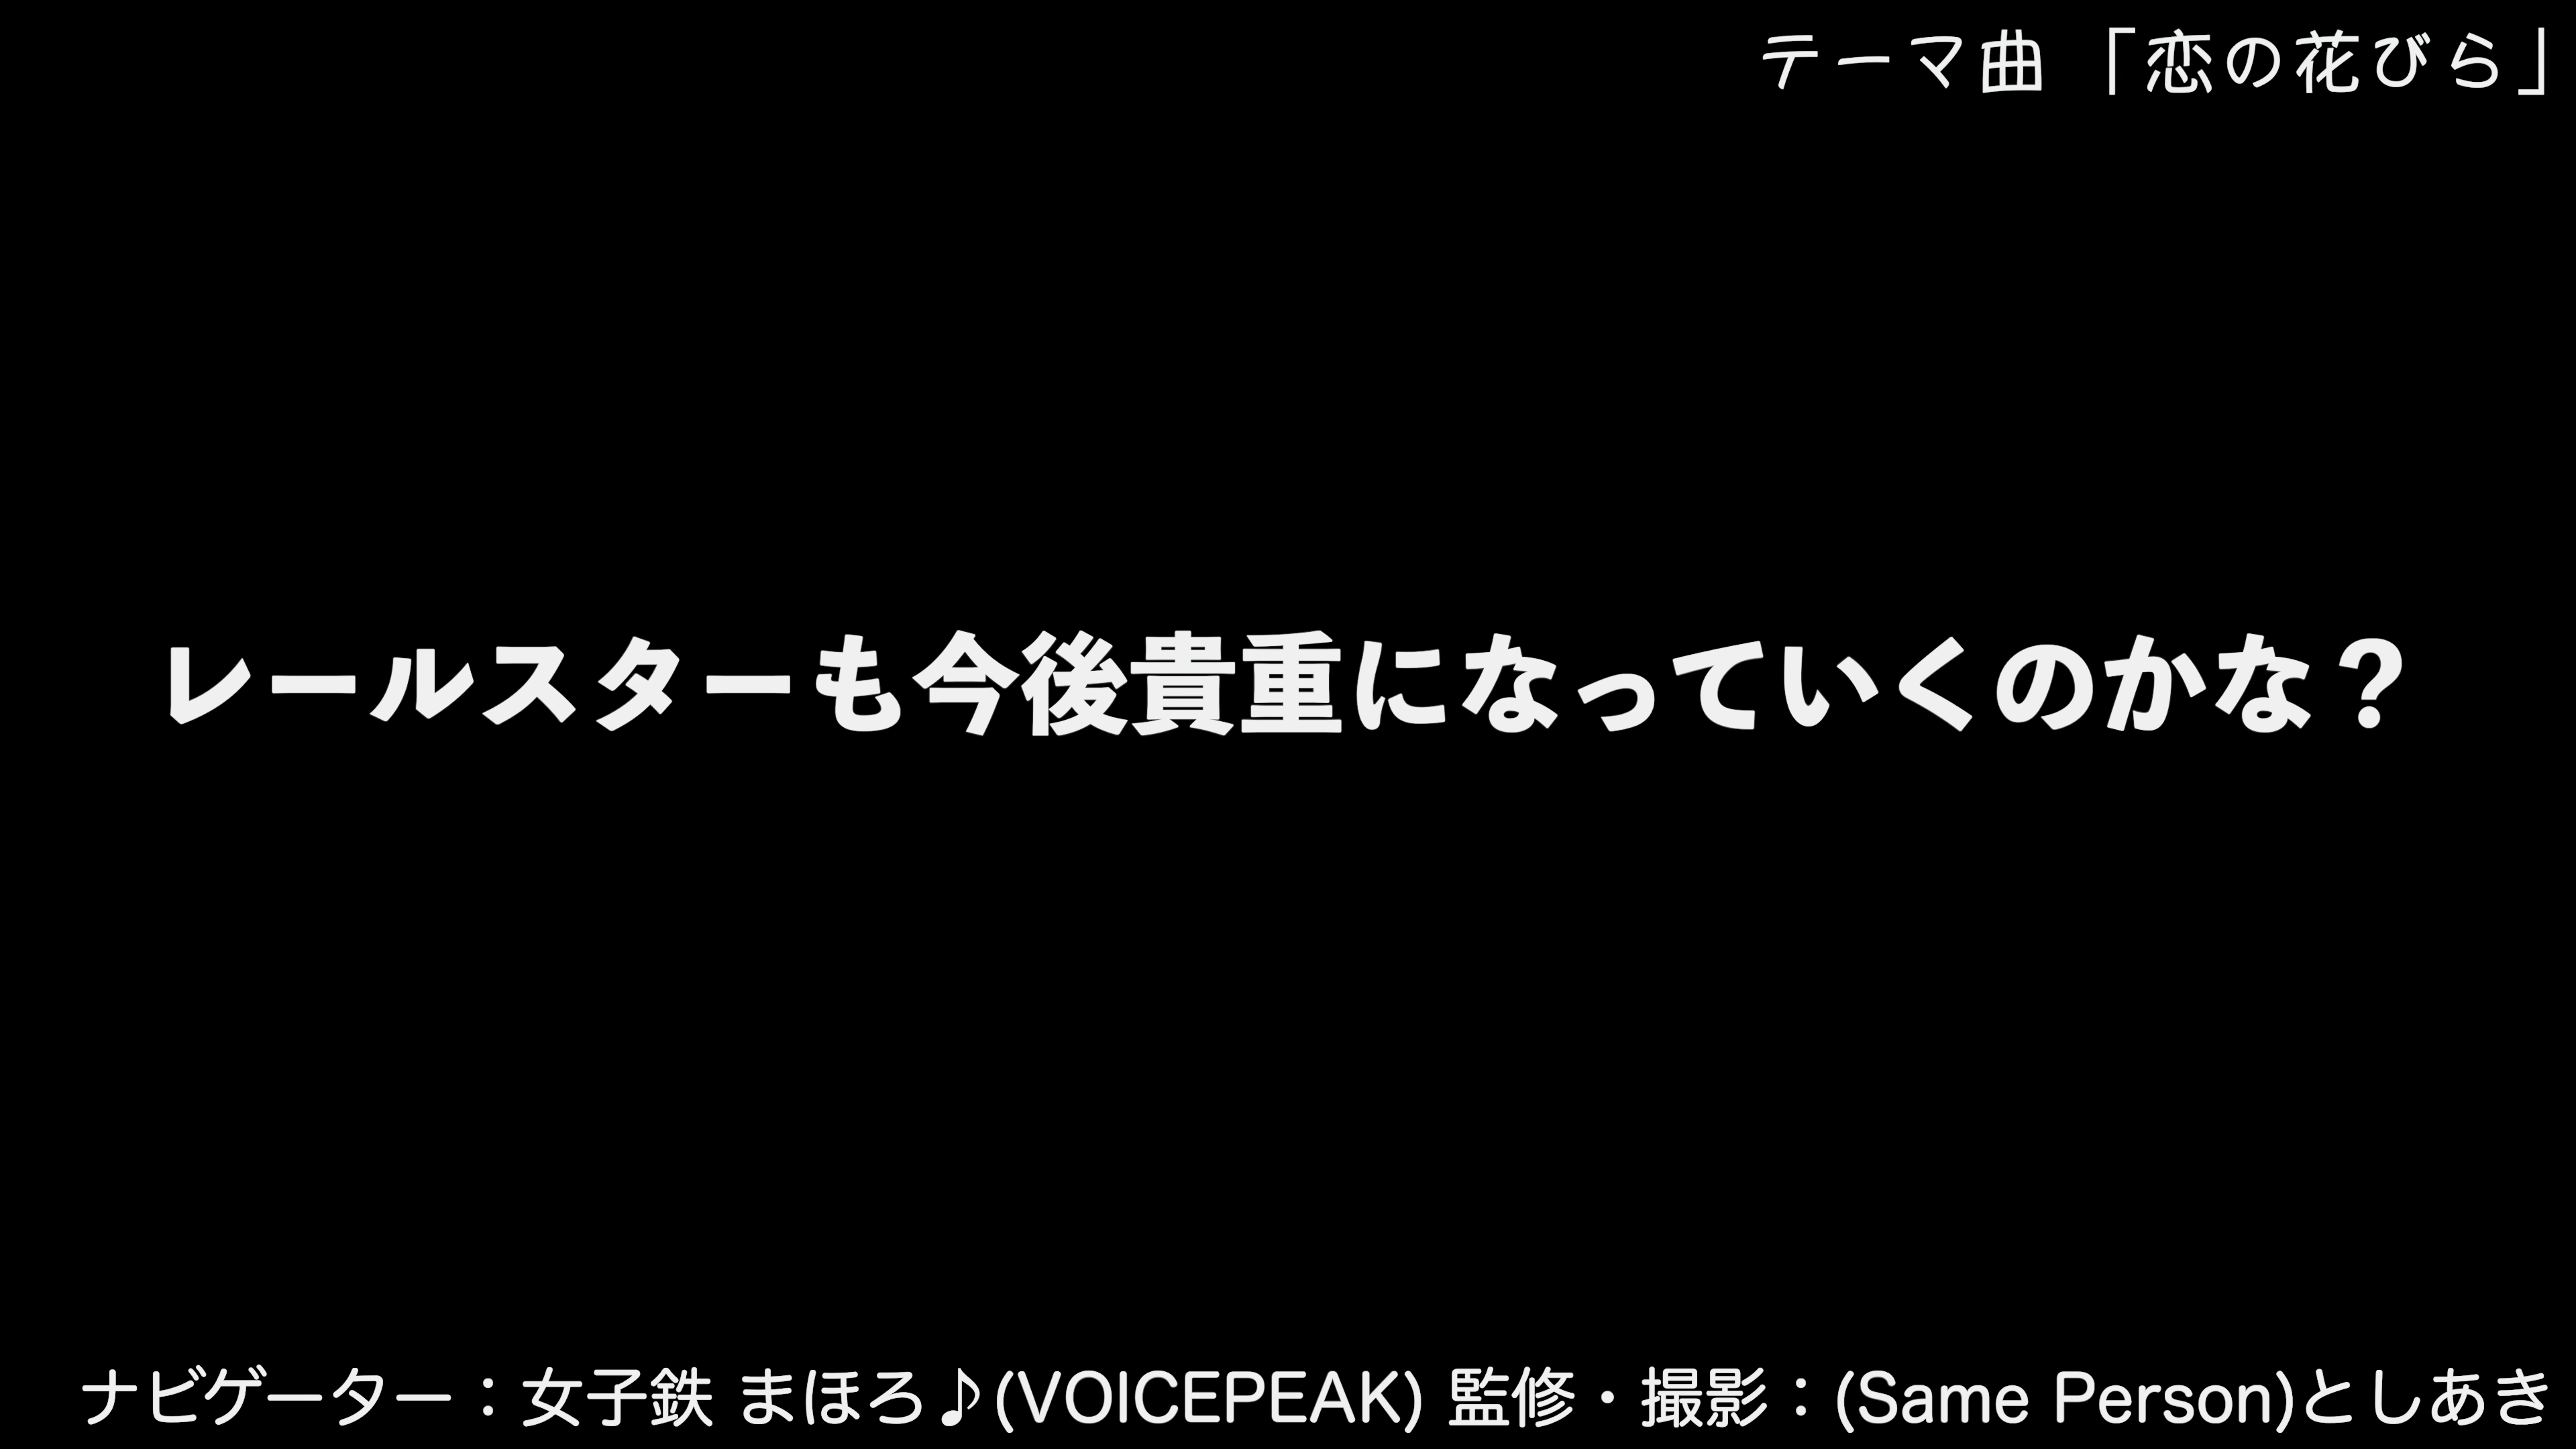 テーマ曲「恋の花びら」
レールスターも今後貴重になっていくのかな？
ナビゲーター：女子鉄 まほろ♪(VOICEPEAK) 監修・撮影：(Same Person)としあき